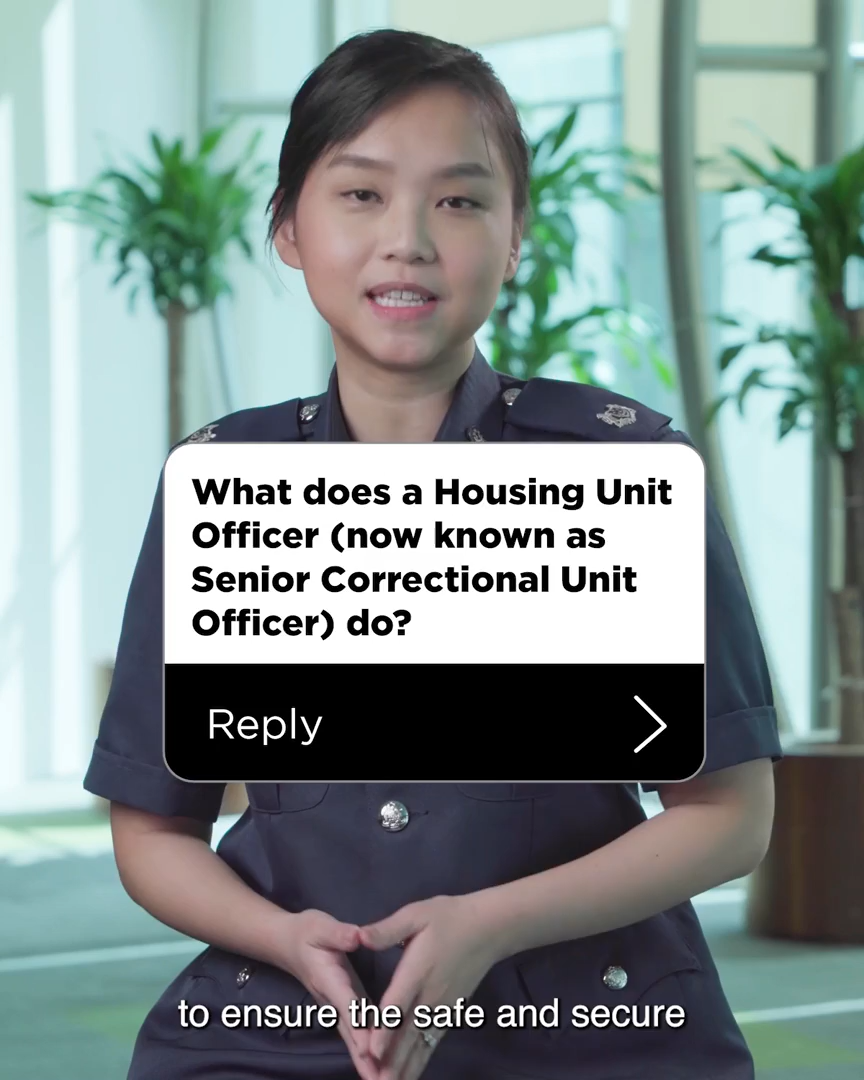 What does a Housing Unit
Officer (now known as
Senior Correctional Unit
Officer) do?
Reply
to ensure the safe and secure